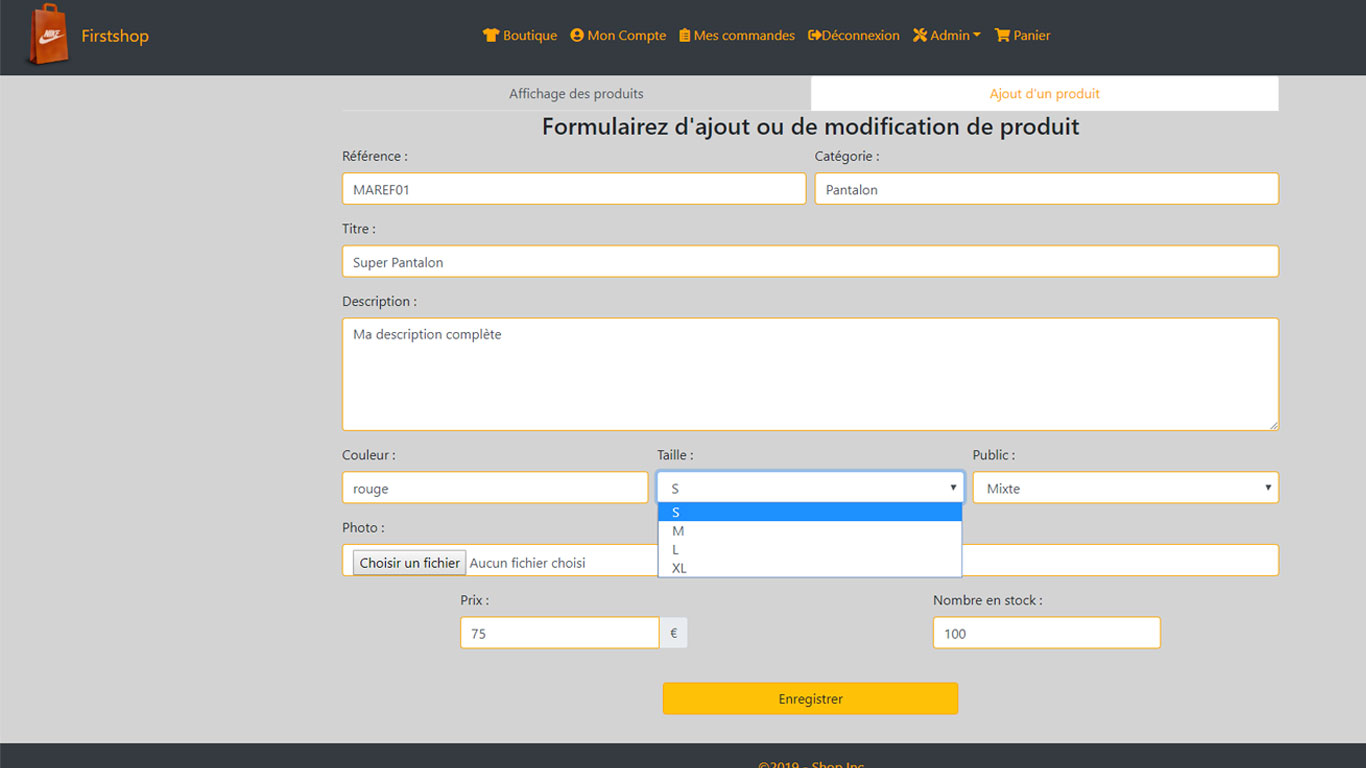 NIKE
Firstshop
Boutique Mon Compte Mes commandes Déconnexion Admin Panier
Affichage des produits Ajout d'un produit
Formulairez d'ajout ou de modification de produit
Référence : Catégorie :
MAREF01 Pantalon
Titre :
Super Pantalon
Description :
Ma description complète
Couleur : Taille : Public :
rouge S Mixte
S
M
L
XL
Photo :
Choisir un fichier Aucun fichier choisi
Prix : Nombre en stock :
75 € 100
Enregistrer
©2019 - Shop Inc